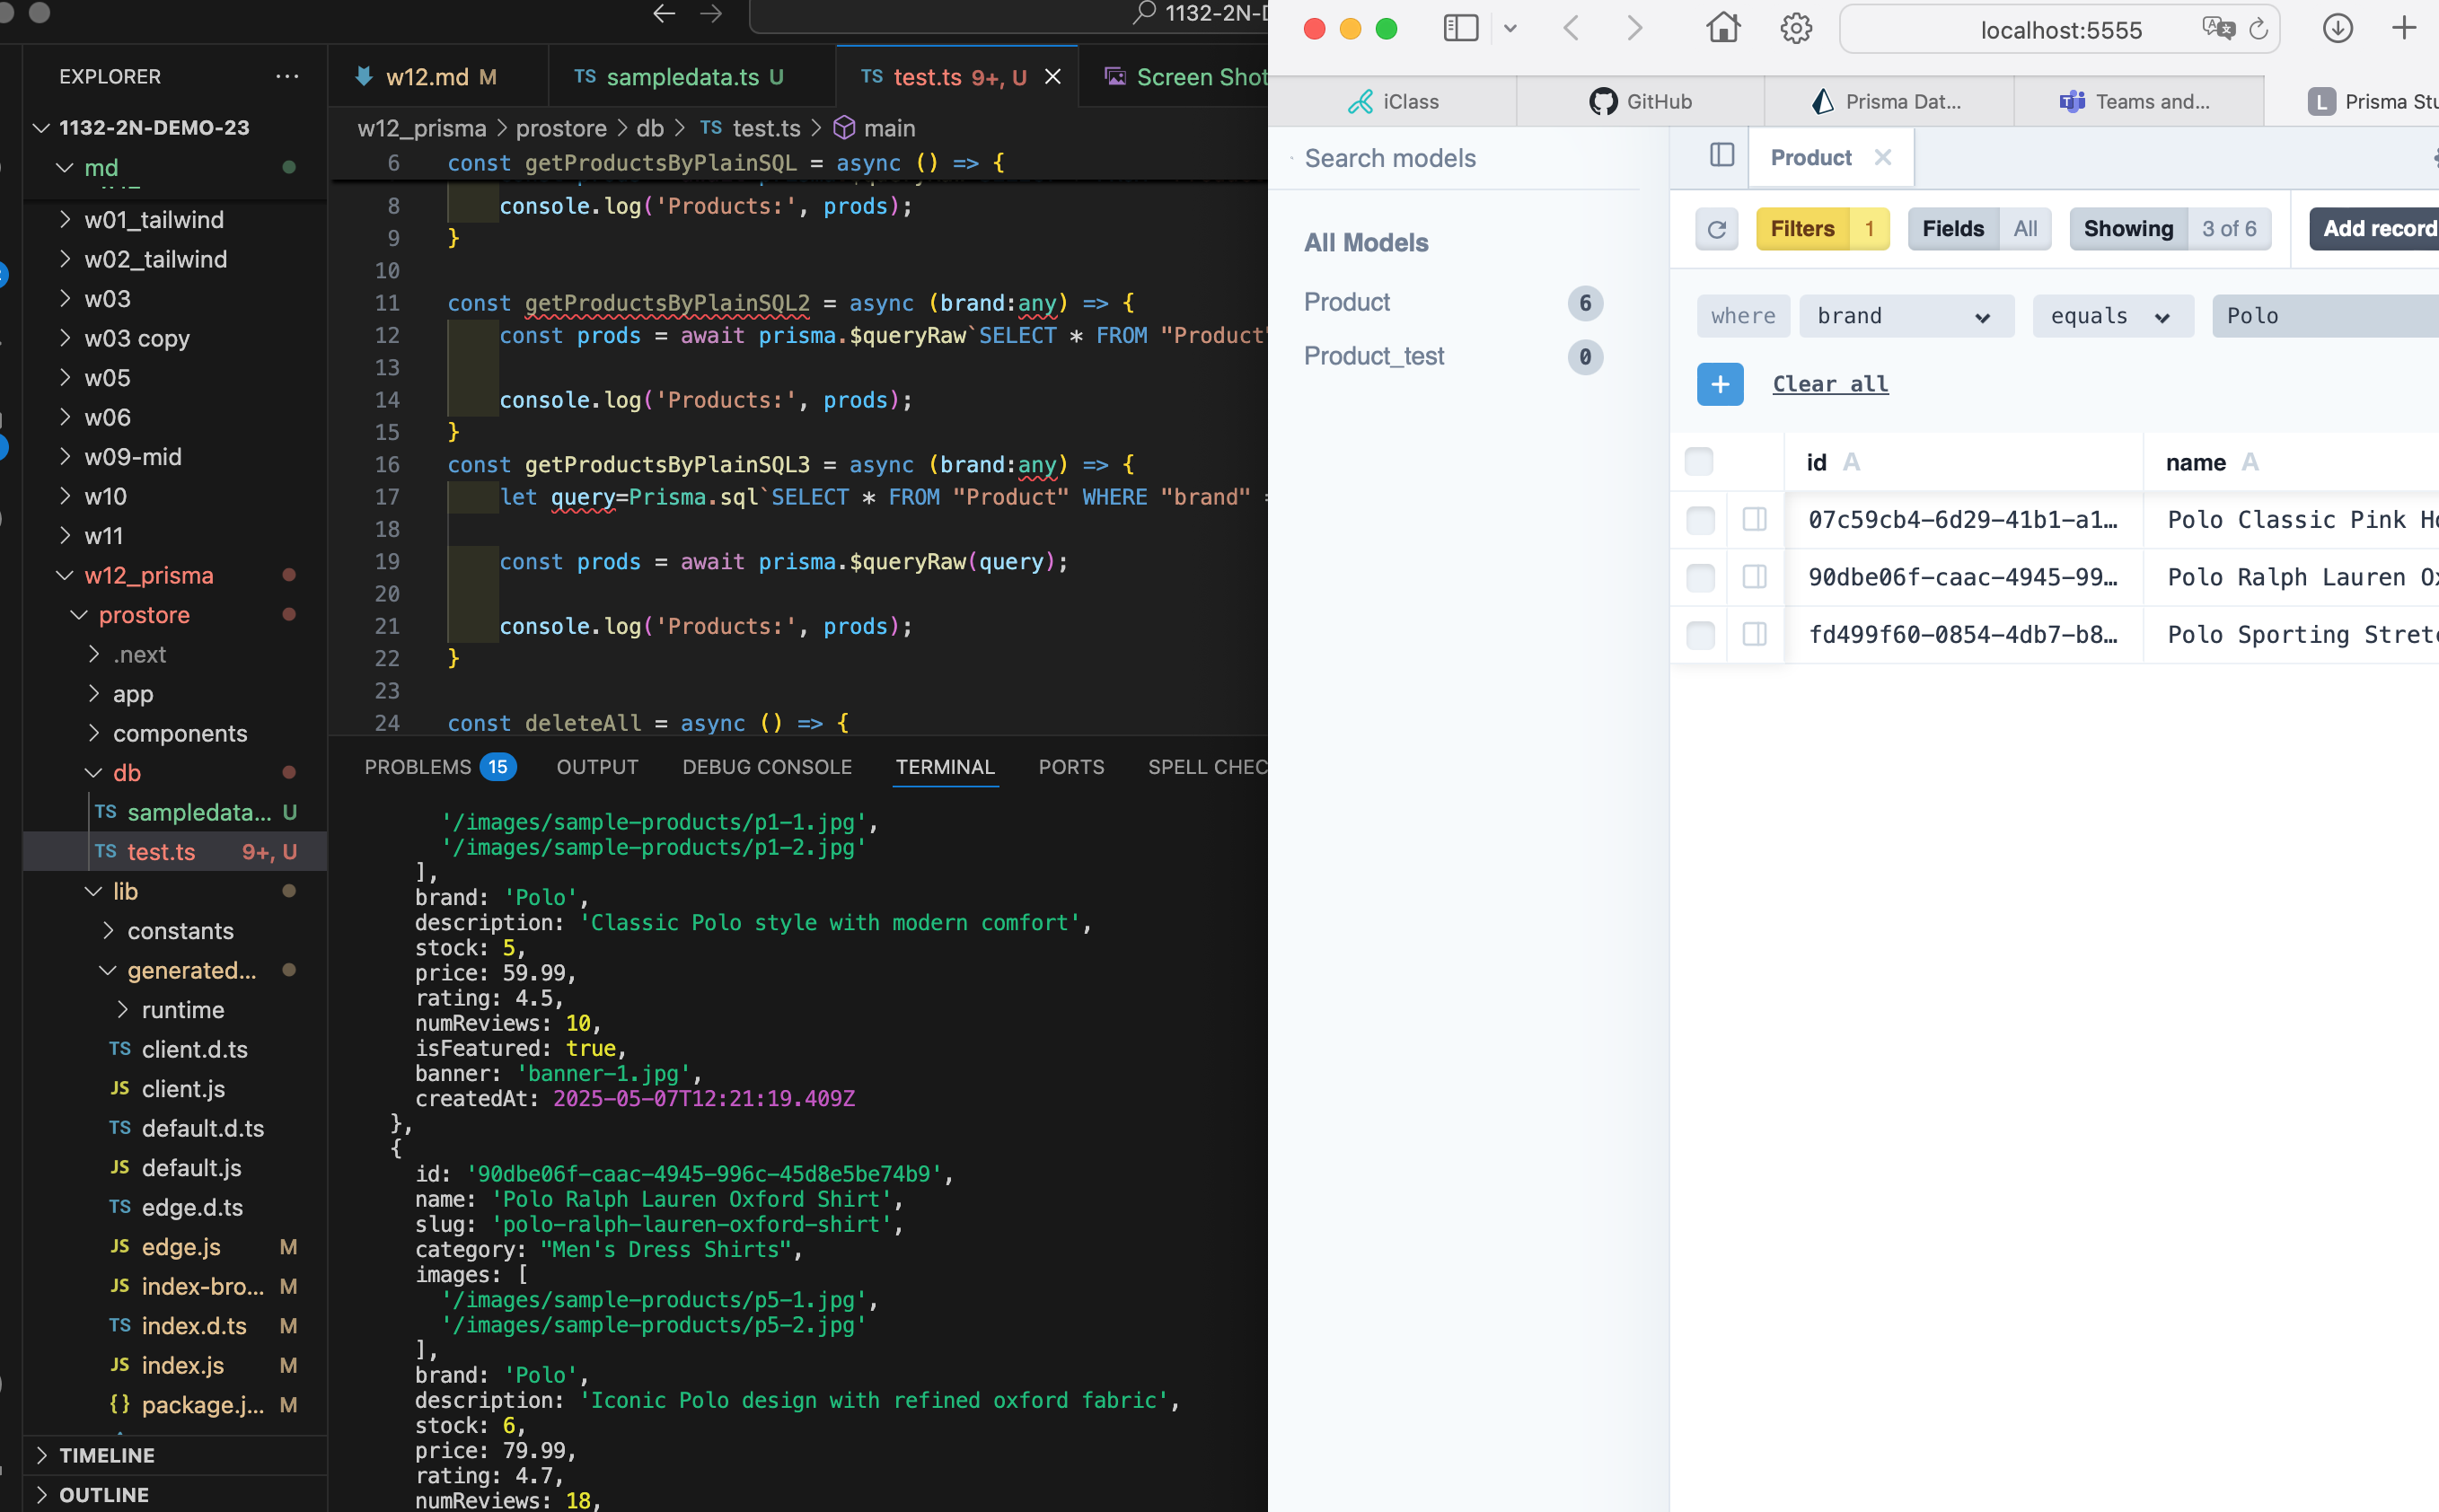 1132-2N-D
EXPLORER
1132-2N-DEMO-23
md
w01_tailwind
w02_tailwind
w03
w03 copy
w05
w06
w09-mid
w10
w11
w12_prisma
prostore
.next
app
components
db
TS sampledata... U
TS test.ts 9+, U
lib
constants
generated...
runtime
TS client.d.ts
JS client.js
TS default.d.ts
JS default.js
TS edge.d.ts
JS edge.js M
JS index-bro... M
TS index.d.ts M
JS index.js M
{} package.j... M
TIMELINE
OUTLINE
w12.md M
TS sampledata.ts U
TS test.ts 9+, U
Screen Shot
w12_prisma > prostore > db > TS test.ts > main
6 const getProductsByPlainSQL = async () => {
8 console.log('Products:', prods);
9 }
10
11 const getProductsByPlainSQL2 = async (brand:any) => {
12 const prods = await prisma.$queryRaw`SELECT * FROM "Product"
13
14 console.log('Products:', prods);
15 }
16 const getProductsByPlainSQL3 = async (brand:any) => {
17 let query=Prisma.sql`SELECT * FROM "Product" WHERE "brand" =
18
19 const prods = await prisma.$queryRaw(query);
20
21 console.log('Products:', prods);
22 }
23
24 const deleteAll = async () => {
PROBLEMS 15 OUTPUT DEBUG CONSOLE TERMINAL PORTS SPELL CHEC
'/images/sample-products/p1-1.jpg',
'/images/sample-products/p1-2.jpg'
],
brand: 'Polo',
description: 'Classic Polo style with modern comfort',
stock: 5,
price: 59.99,
rating: 4.5,
numReviews: 10,
isFeatured: true,
banner: 'banner-1.jpg',
createdAt: 2025-05-07T12:21:19.409Z
},
{
id: '90dbe06f-caac-4945-996c-45d8e5be74b9',
name: 'Polo Ralph Lauren Oxford Shirt',
slug: 'polo-ralph-lauren-oxford-shirt',
category: "Men's Dress Shirts",
images: [
'/images/sample-products/p5-1.jpg',
'/images/sample-products/p5-2.jpg'
],
brand: 'Polo',
description: 'Iconic Polo design with refined oxford fabric',
stock: 6,
price: 79.99,
rating: 4.7,
numReviews: 18,
localhost:5555
iClass
GitHub
Prisma Dat...
Teams and...
L Prisma Stu
Search models
All Models
Product 6
Product_test 0
Product
Filters 1 Fields All Showing 3 of 6 Add record
where brand equals Polo
+ Clear all
id A name A
07c59cb4-6d29-41b1-a1... Polo Classic Pink Ho
90dbe06f-caac-4945-99... Polo Ralph Lauren Ox
fd499f60-0854-4db7-b8... Polo Sporting Stretc